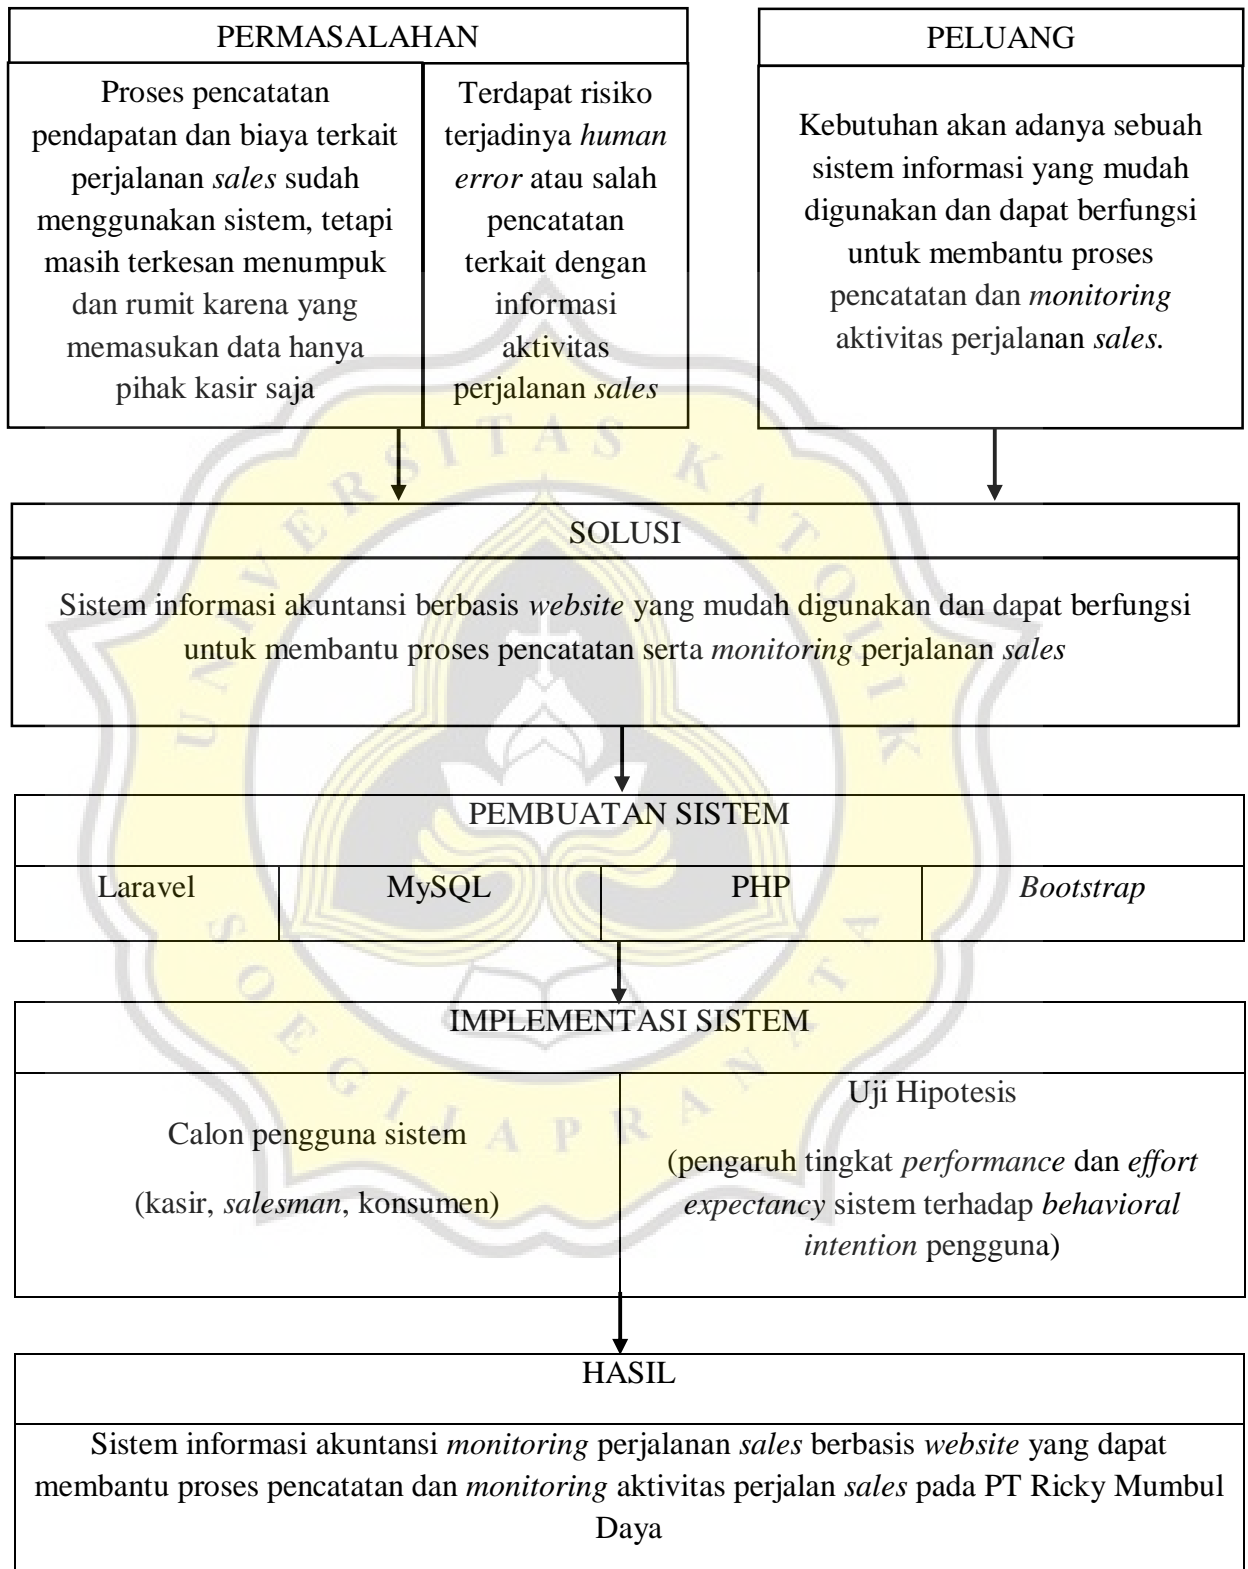 PERMASALAHAN
Proses pencatatan
pendapatan dan biaya terkait
perjalanan sales sudah
menggunakan sistem, tetapi
masih terkesan menumpuk
dan rumit karena yang
memasukan data hanya
pihak kasir saja
Terdapat risiko
terjadinya human
error atau salah
pencatatan
terkait dengan
informasi
aktivitas
perjalanan sales
PELUANG
Kebutuhan akan adanya sebuah
sistem informasi yang mudah
digunakan dan dapat berfungsi
untuk membantu proses
pencatatan dan monitoring
aktivitas perjalanan sales.
SOLUSI
Sistem informasi akuntansi berbasis website yang mudah digunakan dan dapat berfungsi
untuk membantu proses pencatatan serta monitoring perjalanan sales
PEMBUATAN SISTEM
Laravel
MySQL
PHP
Bootstrap
IMPLEMENTASI SISTEM
Calon pengguna sistem
(kasir, salesman, konsumen)
Uji Hipotesis
(pengaruh tingkat performance dan effort
expectancy sistem terhadap behavioral
intention pengguna)
HASIL
Sistem informasi akuntansi monitoring perjalanan sales berbasis website yang dapat
membantu proses pencatatan dan monitoring aktivitas perjalan sales pada PT Ricky Mumbul
Daya
UNIVERSITAS KATOLIK
SOEGIJAPRANATA